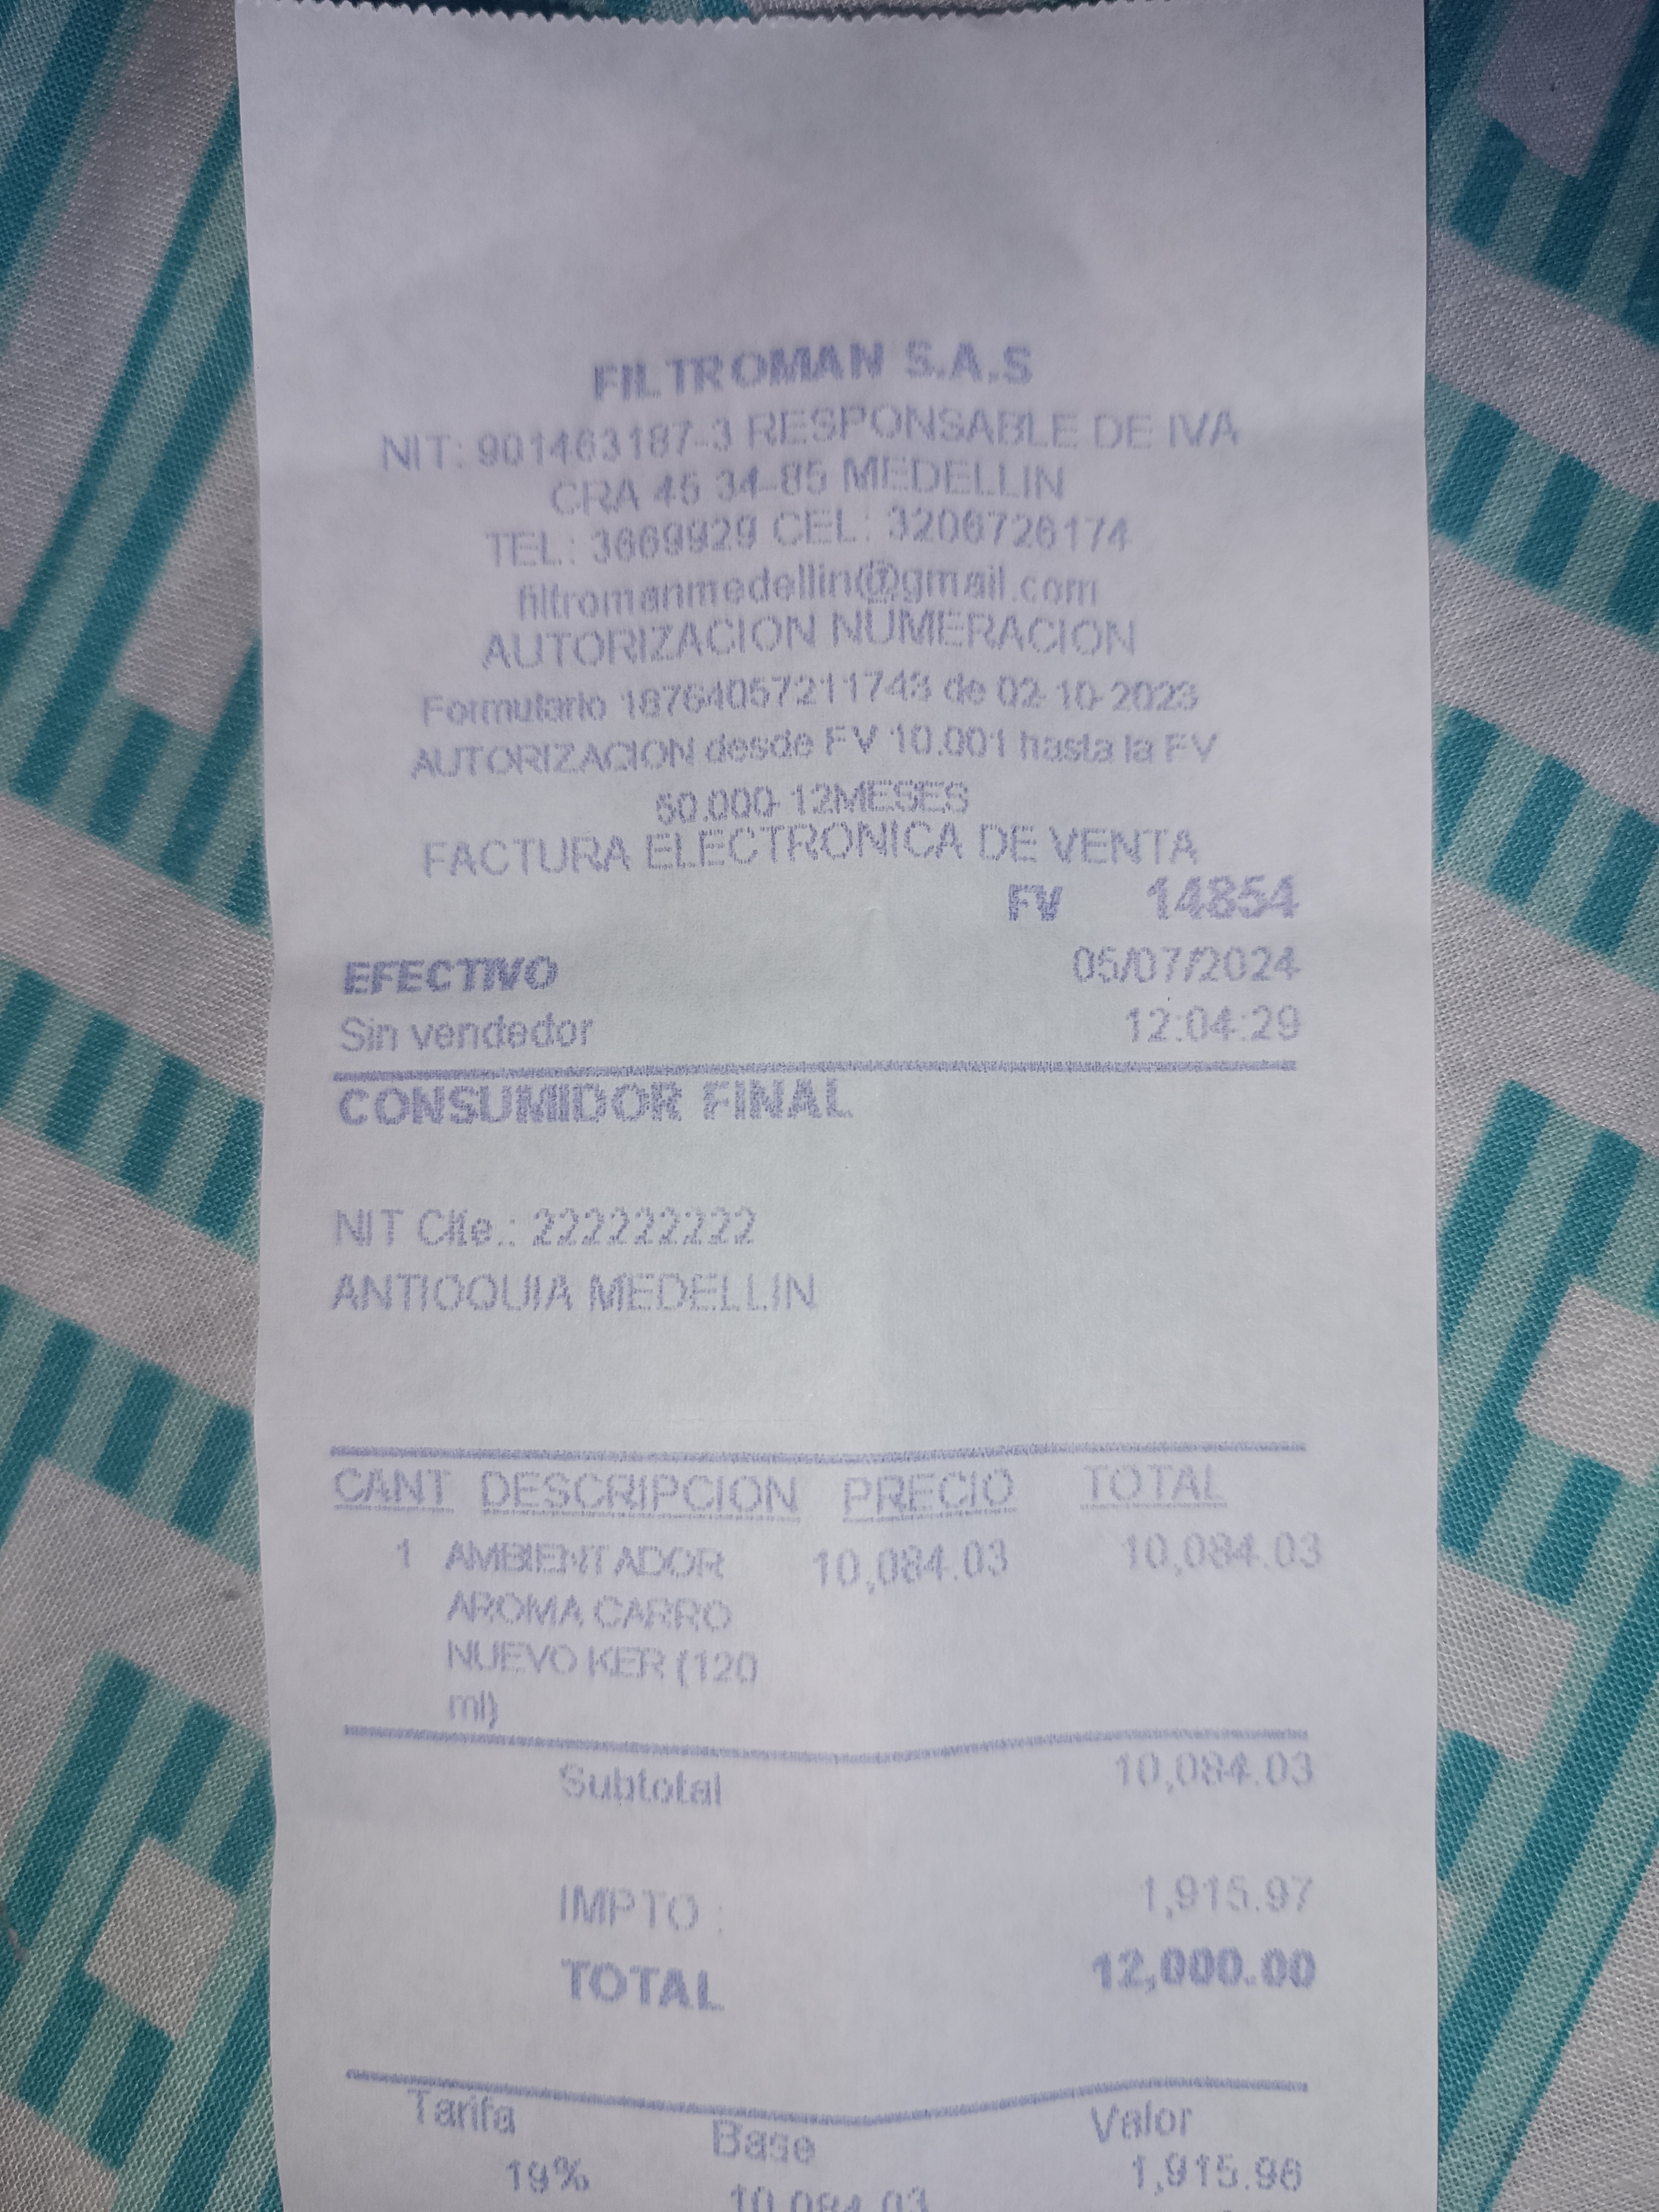 FILTROMAN S.A.S
NIT: 901463187-3 RESPONSABLE DE IVA
CRA 45 34-85 MEDELLIN
TEL.: 3669929 CEL.: 3206726174
filtromanmedellin@gmail.com
AUTORIZACION NUMERACION
Formulario 18764057211743 de 02-10-2023
AUTORIZACION desde FV 10.001 hasta la FV
50.000 12MESES
FACTURA ELECTRONICA DE VENTA
FV 14854
EFECTIVO 05/07/2024
Sin vendedor 12:04:29
CONSUMIDOR FINAL
NIT Clte.: 222222222
ANTIOQUIA MEDELLIN
CANT DESCRIPCION PRECIO TOTAL
1 AMBIENTADOR 10,084.03 10,084.03
AROMA CARRO
NUEVO KER (120
ml)
Subtotal 10,084.03
IMPTO : 1,915.97
TOTAL 12,000.00
Tarifa Base Valor
19% 10,084.03 1,915.96